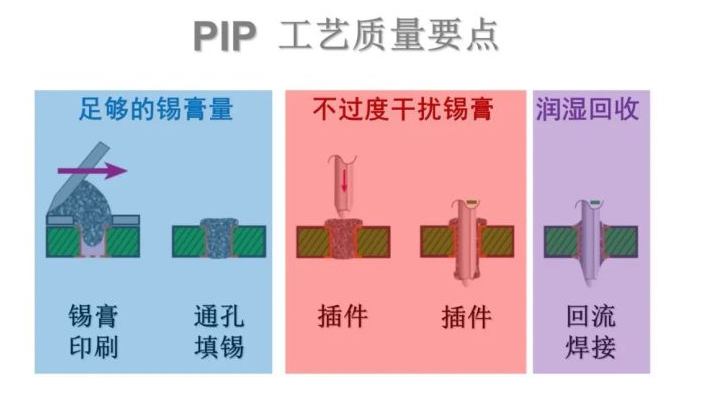 PIP 工艺质量要点
足够的锡膏量
不过度干扰锡膏
润湿回收
锡膏
印刷
通孔
填锡
插件
插件
回流
焊接